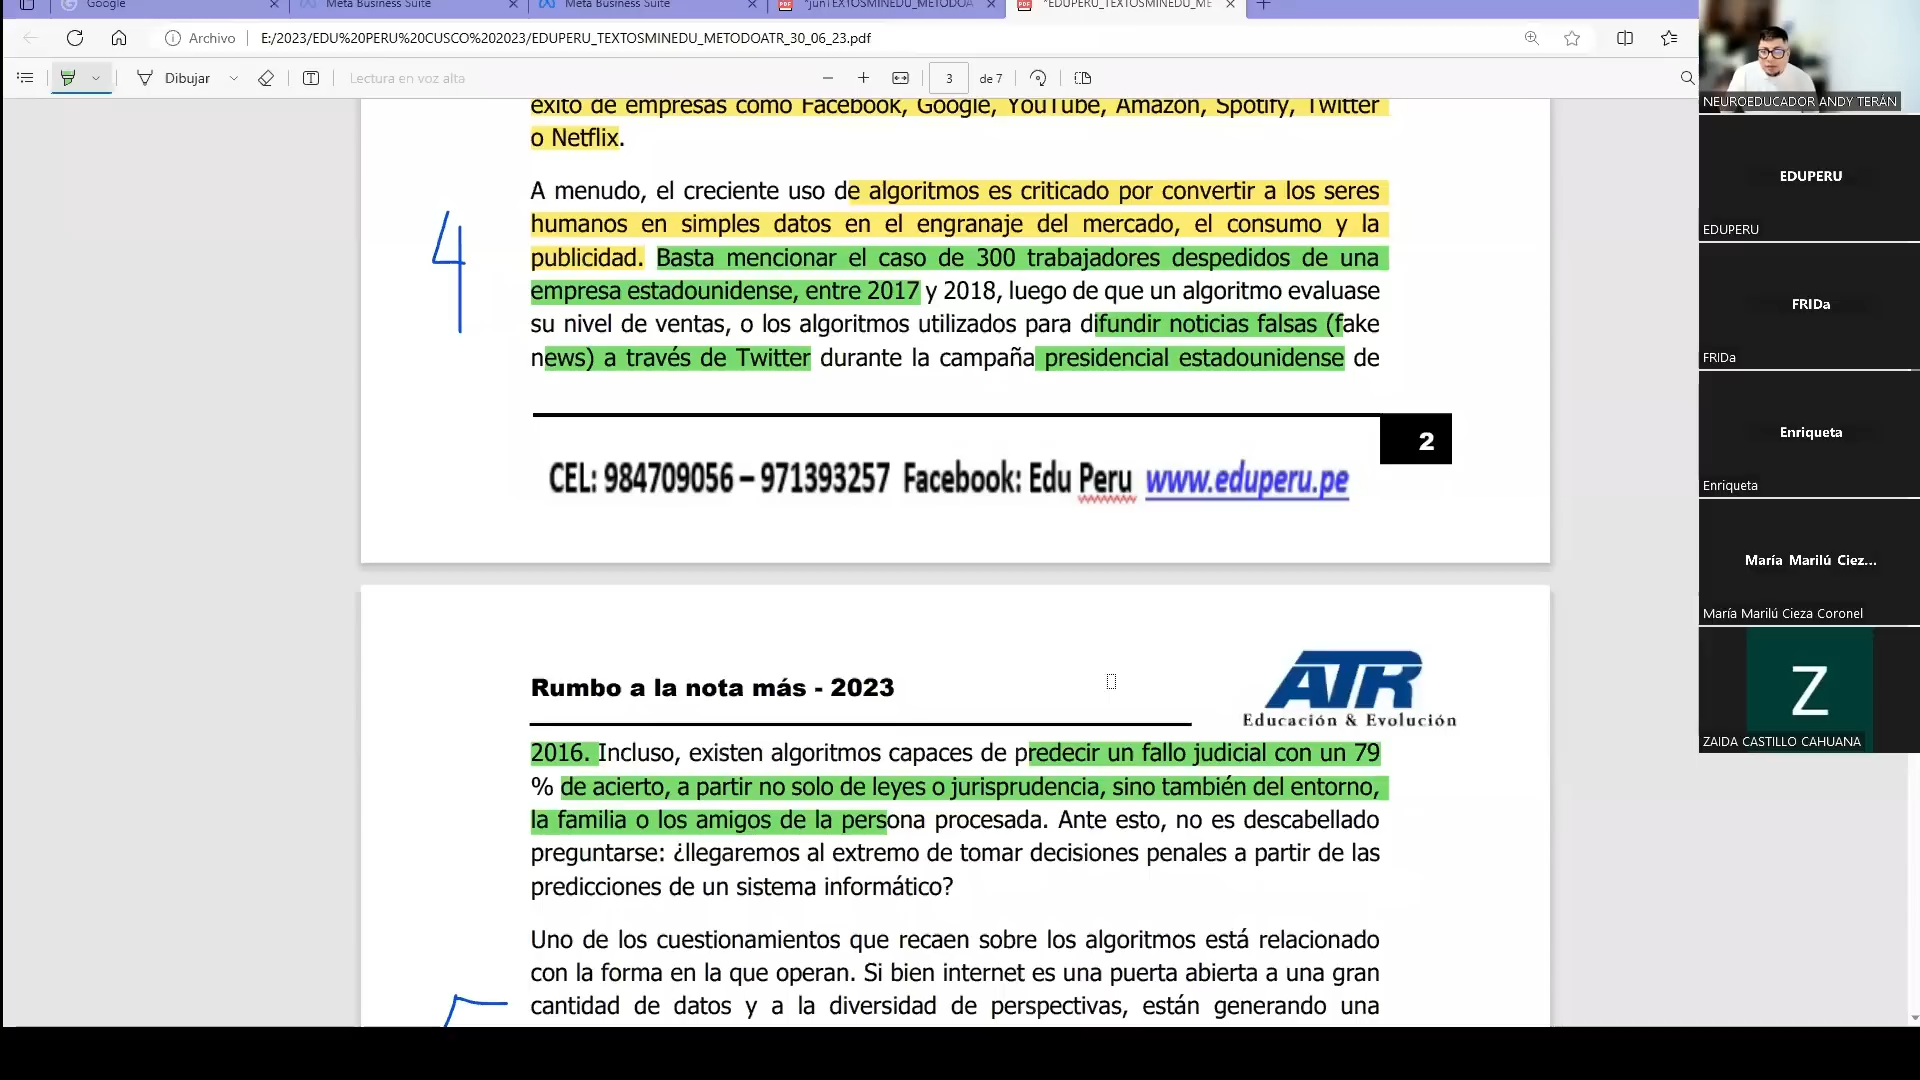 Google
Meta Business Suite
Meta Business Suite
*junTEXTOSMINEDU_METODOA
*EDUPERU_TEXTOSMINEDU_ME
Archivo
E:/2023/EDU%20PERU%20CUSCO%202023/EDUPERU_TEXTOSMINEDU_METODOATR_30_06_23.pdf
Dibujar
Lectura en voz alta
3
de 7
éxito de empresas como Facebook, Google, YouTube, Amazon, Spotify, Twitter
o Netflix.
4
A menudo, el creciente uso de algoritmos es criticado por convertir a los seres
humanos en simples datos en el engranaje del mercado, el consumo y la
publicidad. Basta mencionar el caso de 300 trabajadores despedidos de una
empresa estadounidense, entre 2017 y 2018, luego de que un algoritmo evaluase
su nivel de ventas, o los algoritmos utilizados para difundir noticias falsas (fake
news) a través de Twitter durante la campaña presidencial estadounidense de
2
CEL: 984709056 – 971393257 Facebook: Edu Peru www.eduperu.pe
Rumbo a la nota más - 2023
ATR
Educación & Evolución
2016. Incluso, existen algoritmos capaces de predecir un fallo judicial con un 79
% de acierto, a partir no solo de leyes o jurisprudencia, sino también del entorno,
la familia o los amigos de la persona procesada. Ante esto, no es descabellado
preguntarse: ¿llegaremos al extremo de tomar decisiones penales a partir de las
predicciones de un sistema informático?
Uno de los cuestionamientos que recaen sobre los algoritmos está relacionado
con la forma en la que operan. Si bien internet es una puerta abierta a una gran
cantidad de datos y a la diversidad de perspectivas, están generando una
NEUROEDUCADOR ANDY TERÁN
EDUPERU
EDUPERU
FRIDa
FRIDa
Enriqueta
Enriqueta
María Marilú Ciez...
María Marilú Cieza Coronel
Z
ZAIDA CASTILLO CAHUANA